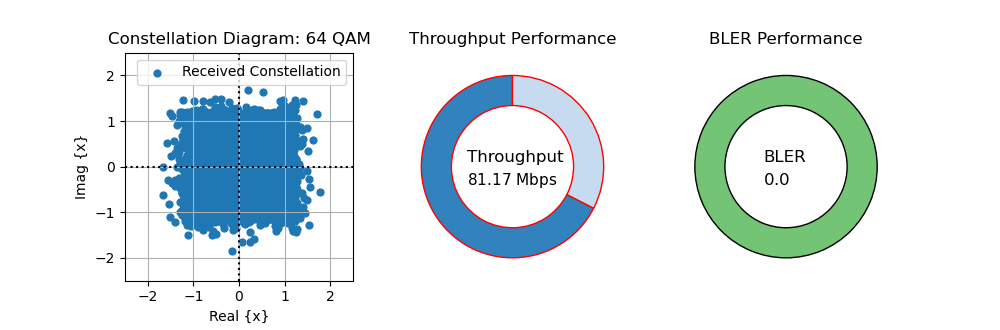 Constellation Diagram: 64 QAM
Received Constellation
2
1
0
−1
−2
Imag {x}
−2 −1 0 1 2
Real {x}
Throughput Performance
Throughput
81.17 Mbps
BLER Performance
BLER
0.0